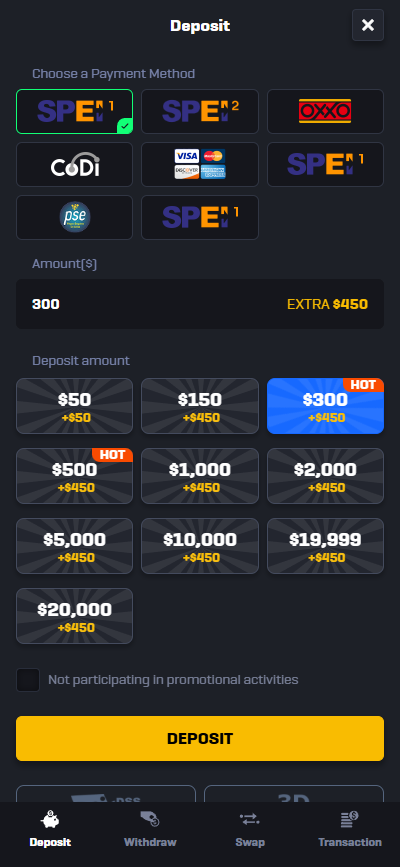 Deposit
Choose a Payment Method
SPEI 1
SPEI 2
OXXO
CoDi
VISA
MasterCard
DISCOVER
AMERICAN EXPRESS
SPEI 1
pse
SPEI 1
Amount($)
300
EXTRA $450
Deposit amount
$50
+$50
$150
+$450
HOT
$300
+$450
HOT
$500
+$450
$1,000
+$450
$2,000
+$450
$5,000
+$450
$10,000
+$450
$19,999
+$450
$20,000
+$450
Not participating in promotional activities
DEPOSIT
Deposit
Withdraw
Swap
Transaction